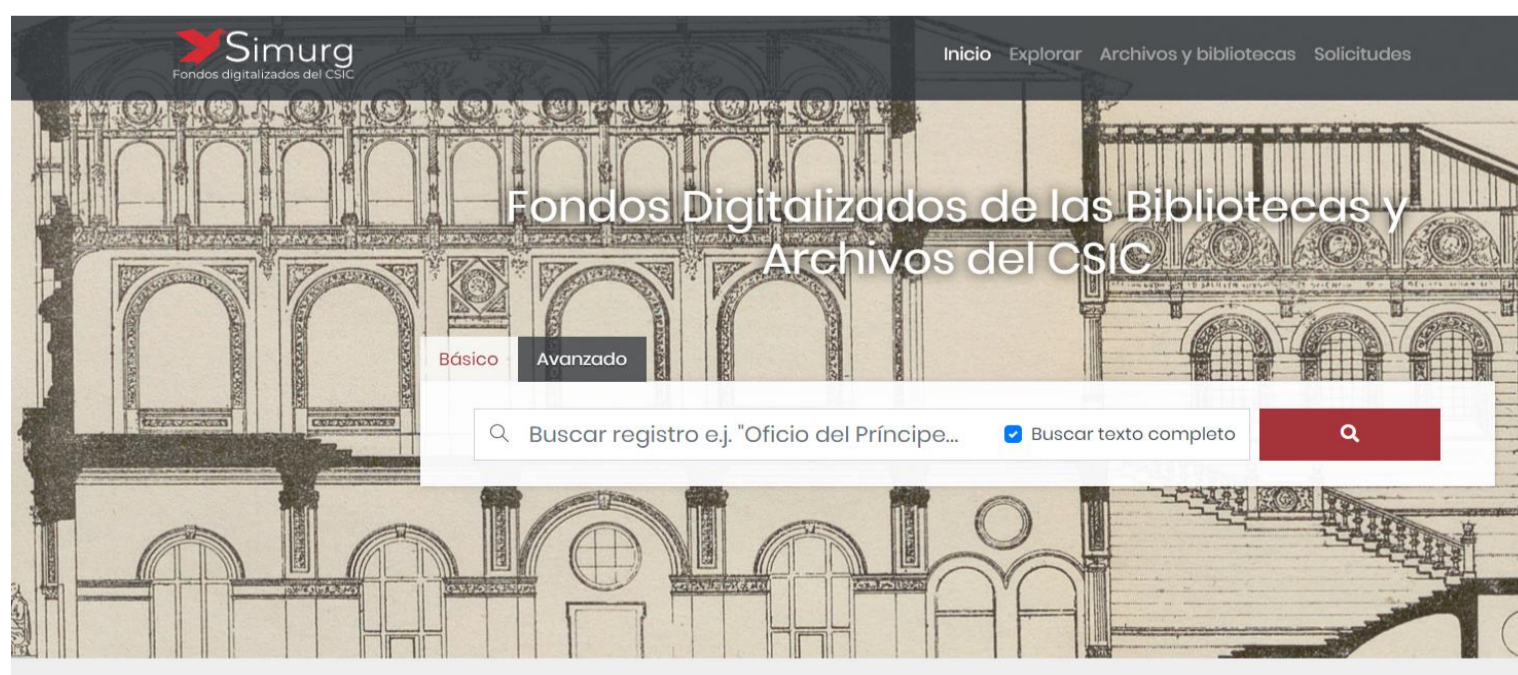 Simurg
Fondos digitalizados del CSIC
Inicio Explorar Archivos y bibliotecas Solicitudes
Fondos Digitalizados de las Bibliotecas y
Archivos del CSIC
Básico Avanzado
Buscar registro e.j. "Oficio del Príncipe... Buscar texto completo